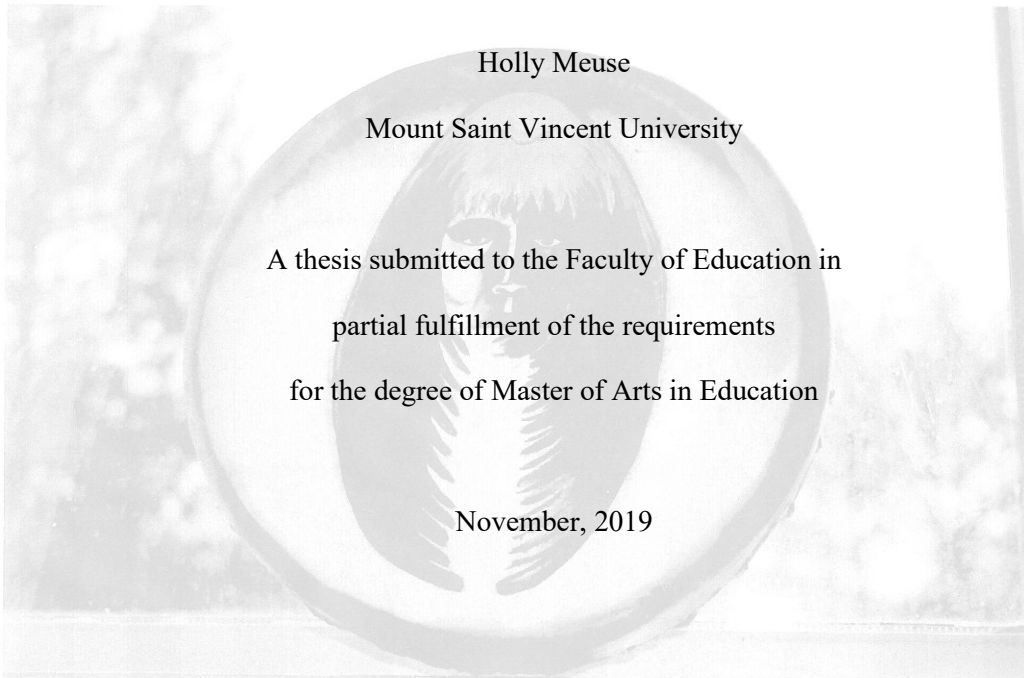 Holly Meuse
Mount Saint Vincent University
A thesis submitted to the Faculty of Education in
partial fulfillment of the requirements
for the degree of Master of Arts in Education
November, 2019